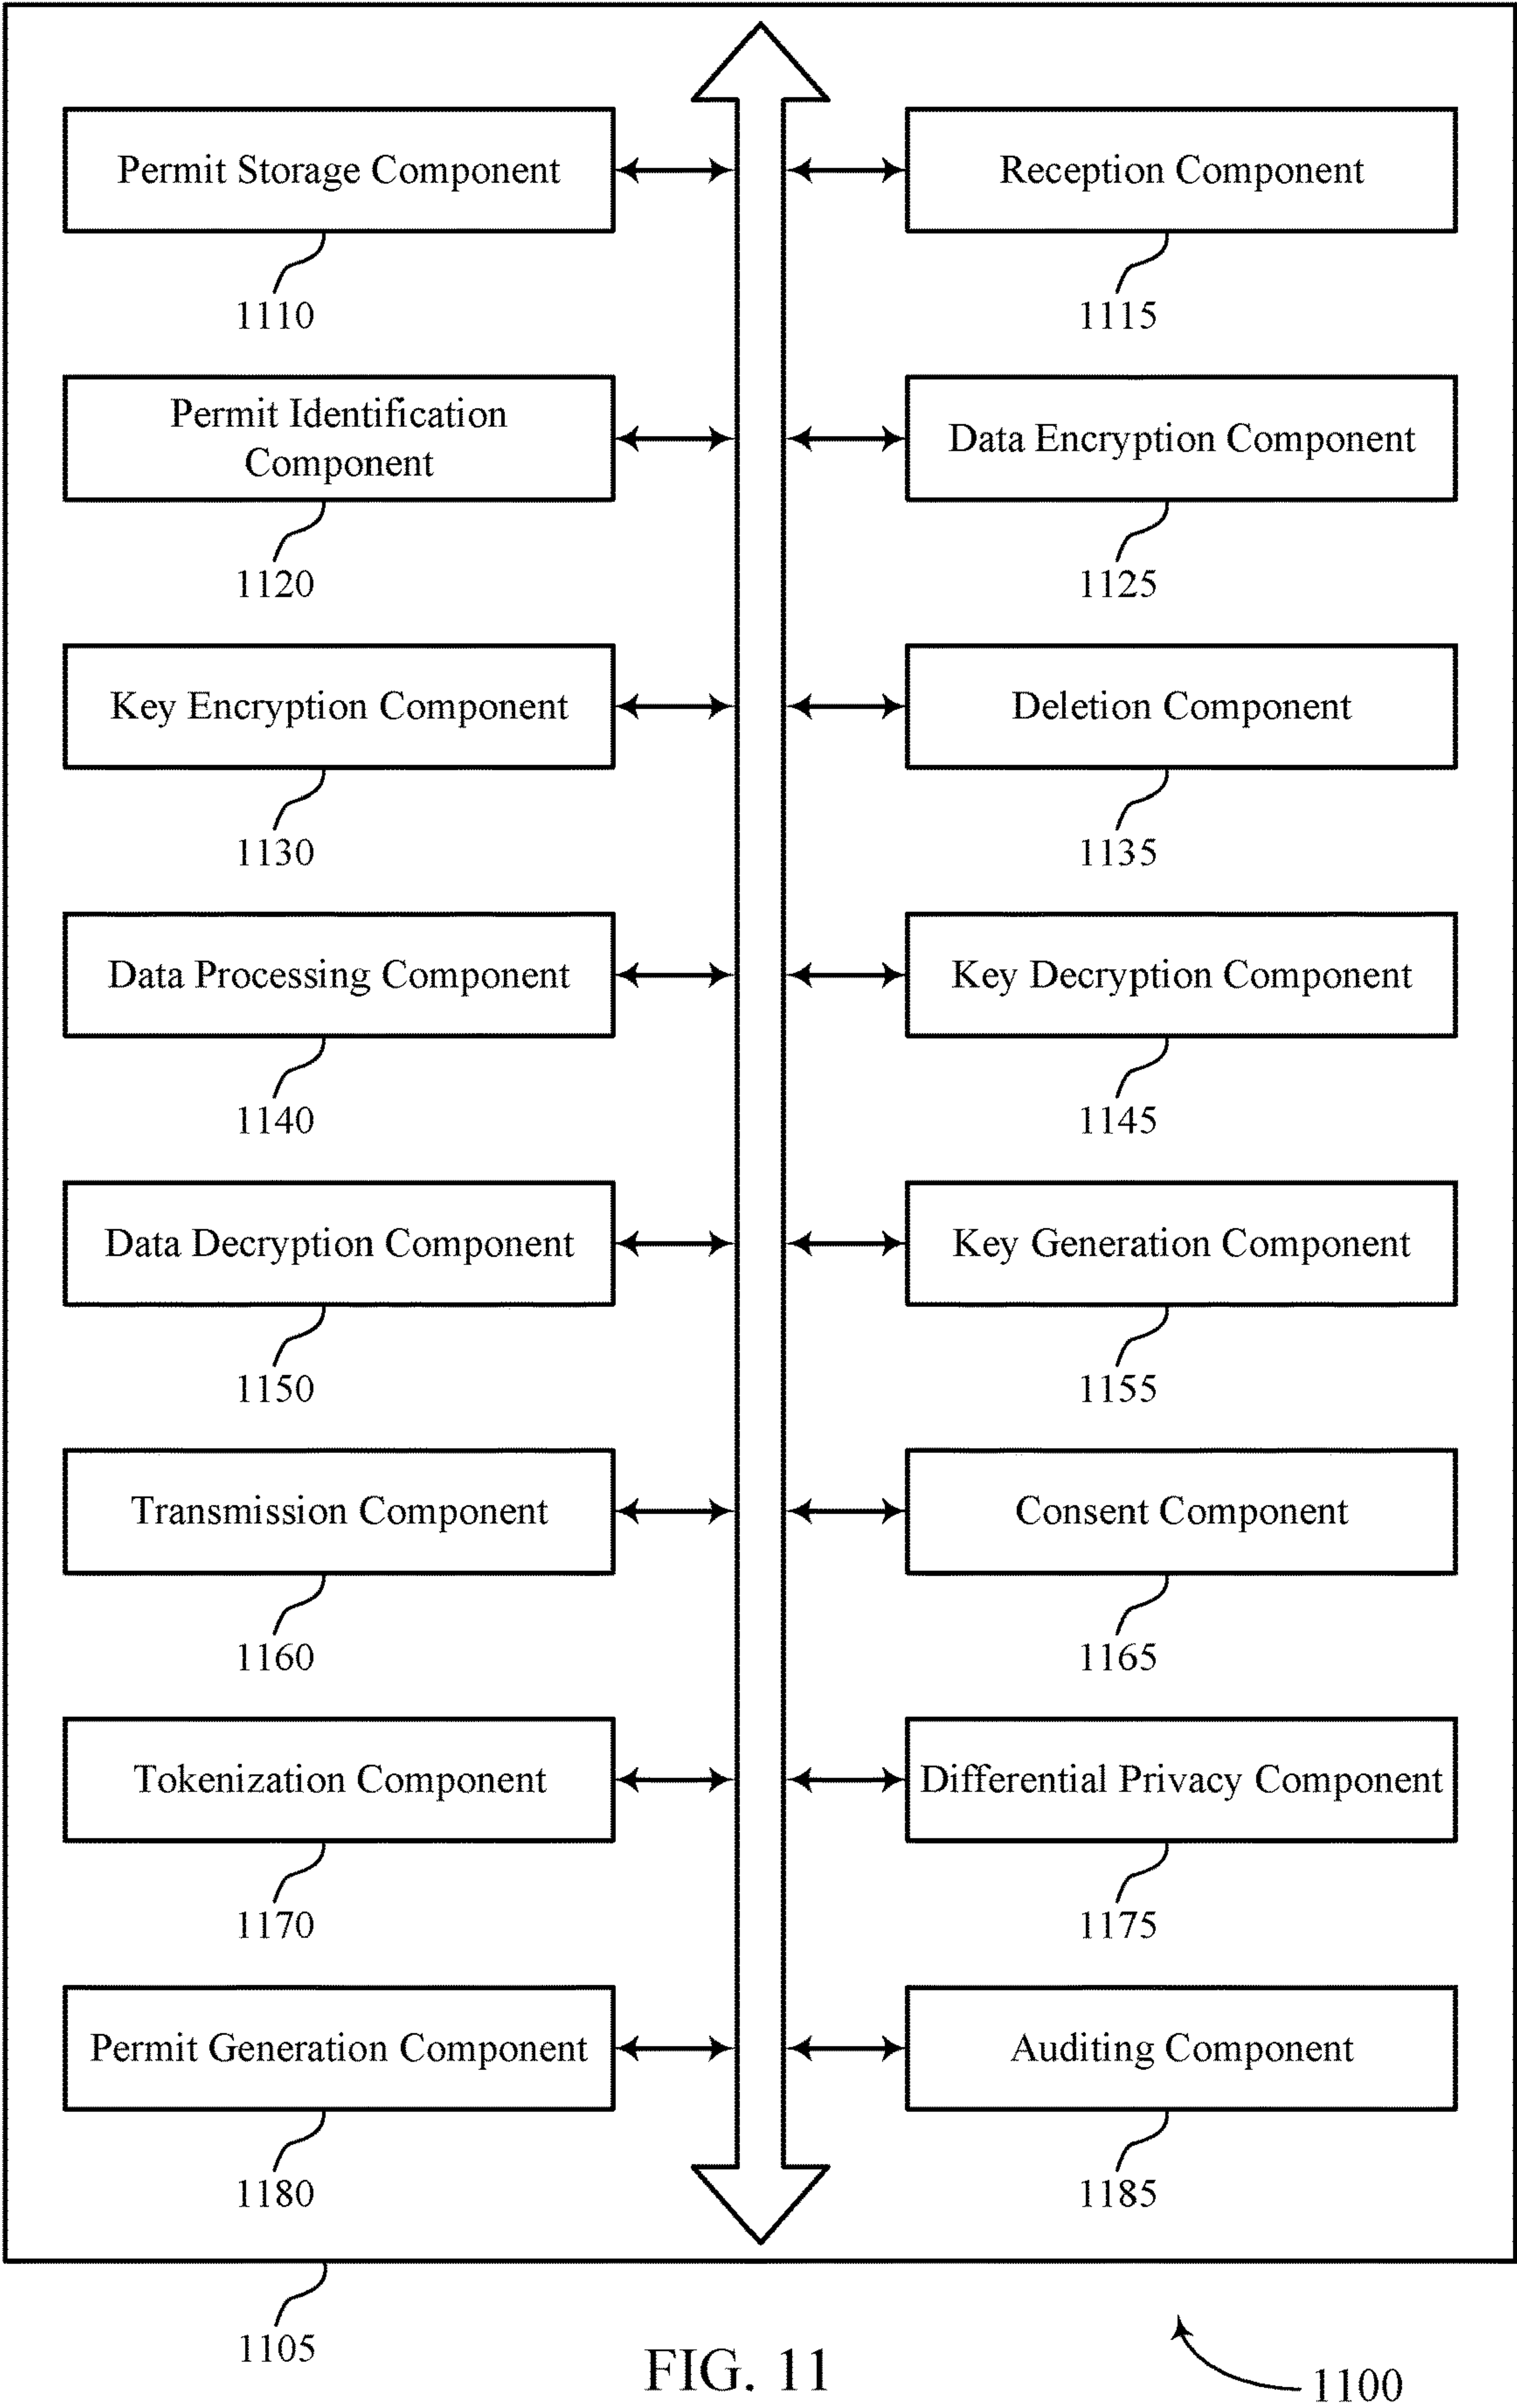 Permit Storage Component
Reception Component
1110
1115
Permit Identification
Component
Data Encryption Component
1120
1125
Key Encryption Component
Deletion Component
1130
1135
Data Processing Component
Key Decryption Component
1140
1145
Data Decryption Component
Key Generation Component
1150
1155
Transmission Component
Consent Component
1160
1165
Tokenization Component
Differential Privacy Component
1170
1175
Permit Generation Component
Auditing Component
1180
1185
1105
FIG. 11
1100